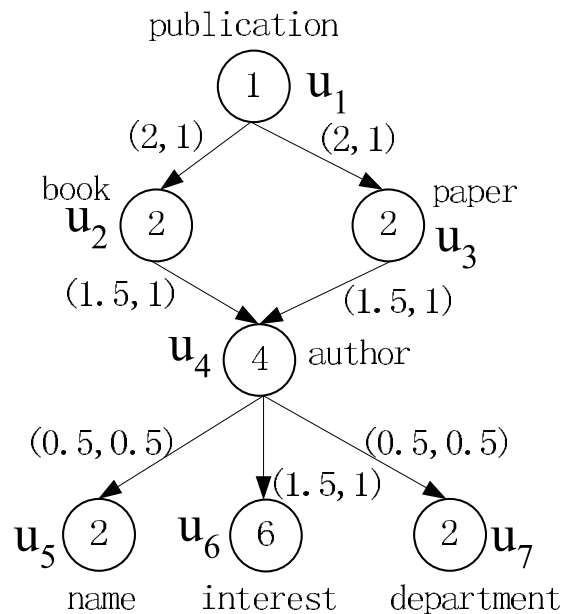 publication
1 u1
(2,1) (2,1)
book paper
u2 2 2 u3
(1.5,1) (1.5,1)
u4 4 author
(0.5,0.5) (0.5,0.5)
(1.5,1)
u5 2 u6 6 2 u7
name interest department